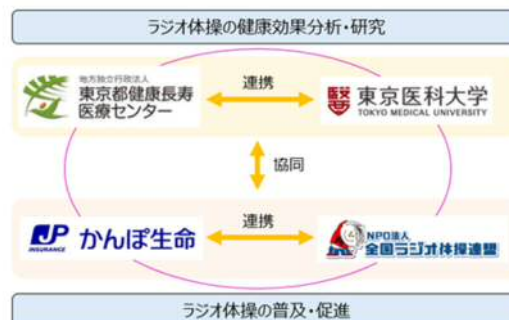 ラジオ体操の健康効果分析・研究
地方独立行政法人
東京都健康長寿
医療センター
連携
醫 東京医科大学
TOKYO MEDICAL UNIVERSITY
協同
JP かんぽ生命
INSURANCE
連携
NPO法人
全国ラジオ体操連盟
ラジオ体操の普及・促進